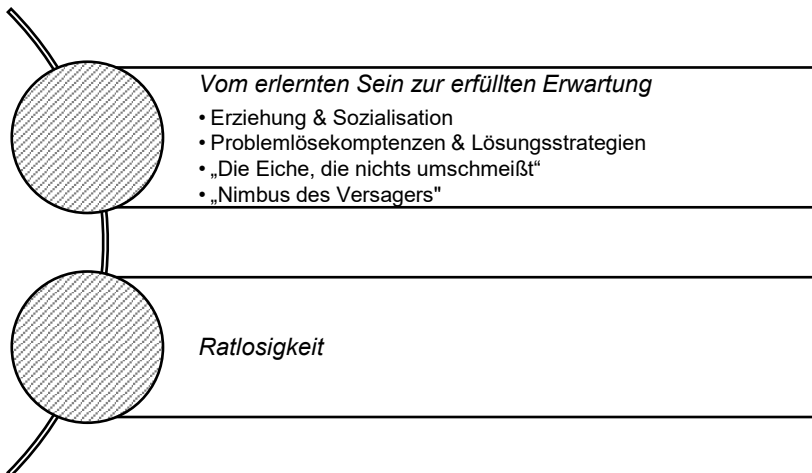 Vom erlernten Sein zur erfüllten Erwartung
• Erziehung & Sozialisation
• Problemlösekomptenzen & Lösungsstrategien
• „Die Eiche, die nichts umschmeißt“
• „Nimbus des Versagers"
Ratlosigkeit